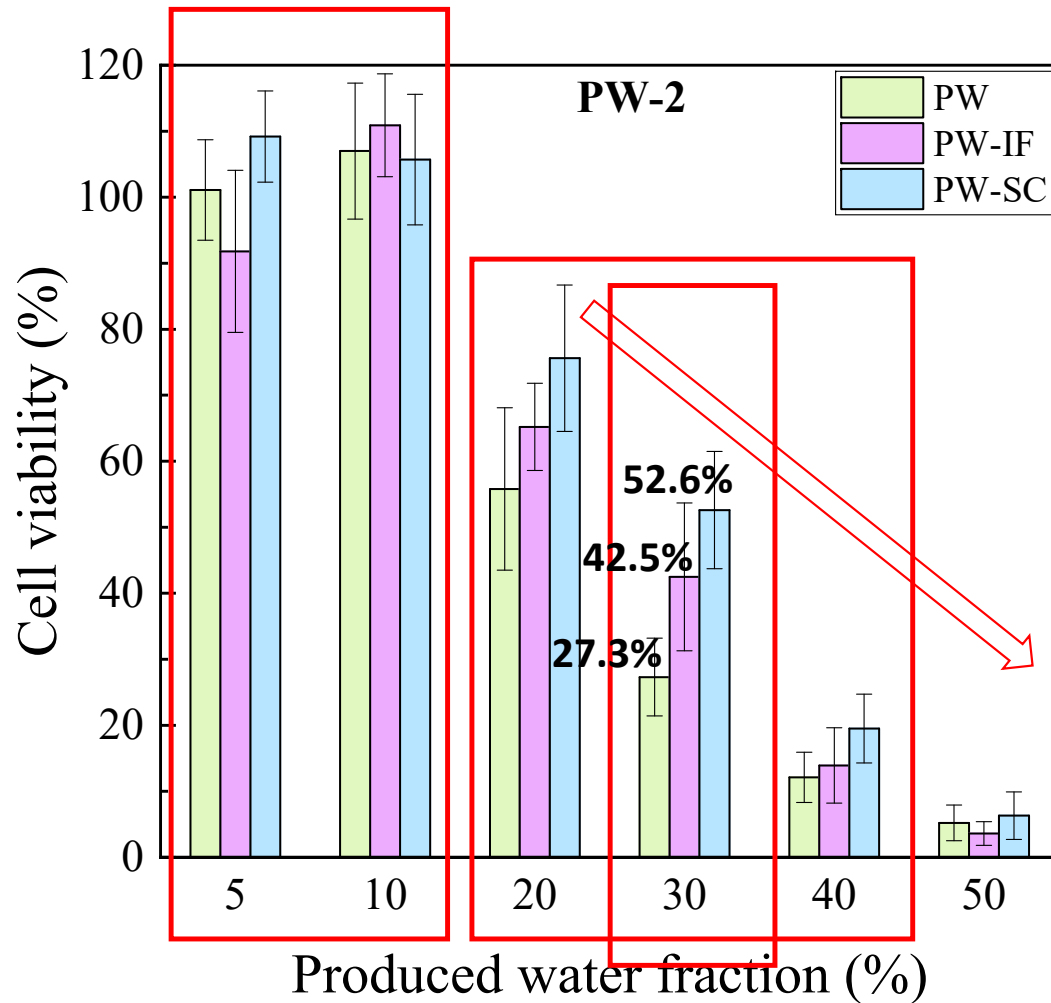 PW-2
PW
PW-IF
PW-SC
Cell viability (%)
120
100
80
60
40
20
0
52.6%
42.5%
27.3%
5 10 20 30 40 50
Produced water fraction (%)